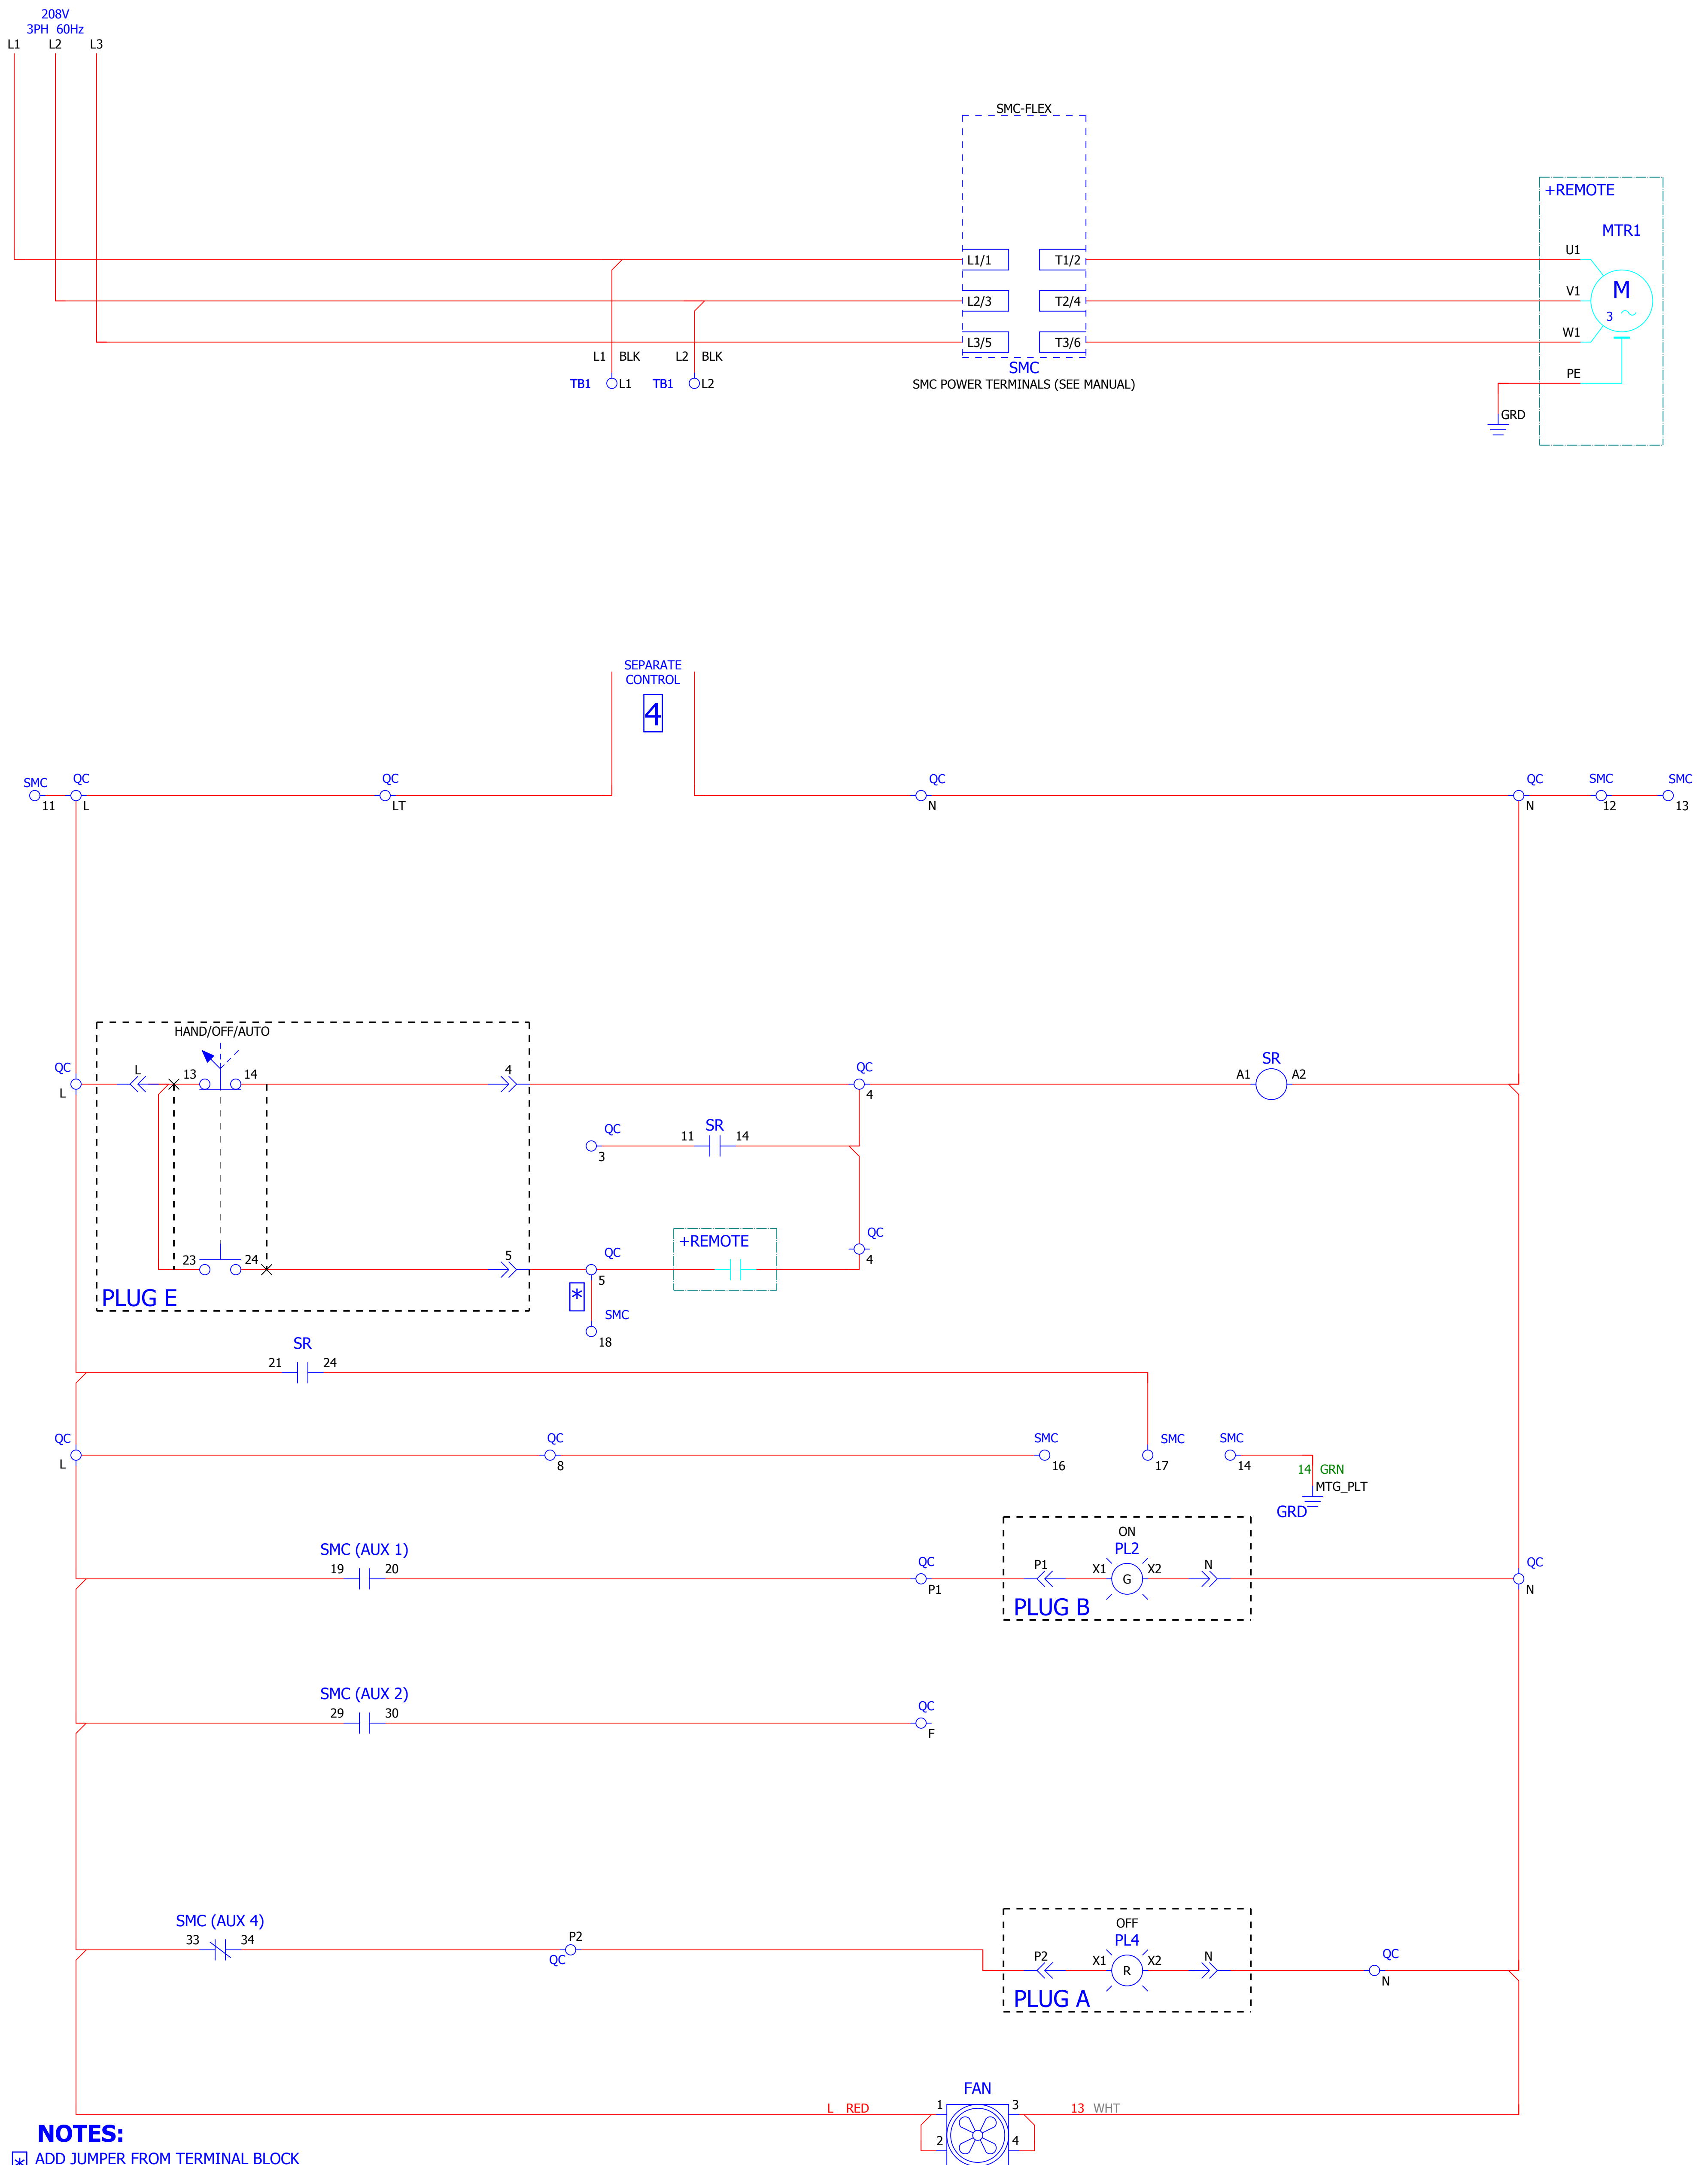 208V
3PH 60Hz
L1 L2 L3
SMC-FLEX
+REMOTE
MTR1
U1
L1/1 T1/2
V1 M
L2/3 T2/4
3
W1
L3/5 T3/6
L1 BLK L2 BLK
SMC
PE
TB1 L1 TB1 L2
SMC POWER TERMINALS (SEE MANUAL)
GRD
SEPARATE
CONTROL
4
SMC QC QC QC QC SMC SMC
11 L LT N N 12 13
HAND/OFF/AUTO
QC L 13 14 4 QC SR
A1 A2
L 4
QC SR
11 14
3
QC
+REMOTE
23 24 5 QC
5 4
*
PLUG E
SMC
18
SR
21 24
QC QC SMC SMC SMC
L 8 16 17 14
14 GRN
MTG_PLT
GRD
ON
SMC (AUX 1) PL2
19 20 QC P1 X1 G X2 N QC
P1 N
PLUG B
SMC (AUX 2)
29 30 QC
F
SMC (AUX 4) OFF
33 34 P2 PL4
QC P2 X1 R X2 N QC
N
PLUG A
FAN
L RED 1 3 13 WHT
2 4
NOTES:
* ADD JUMPER FROM TERMINAL BLOCK